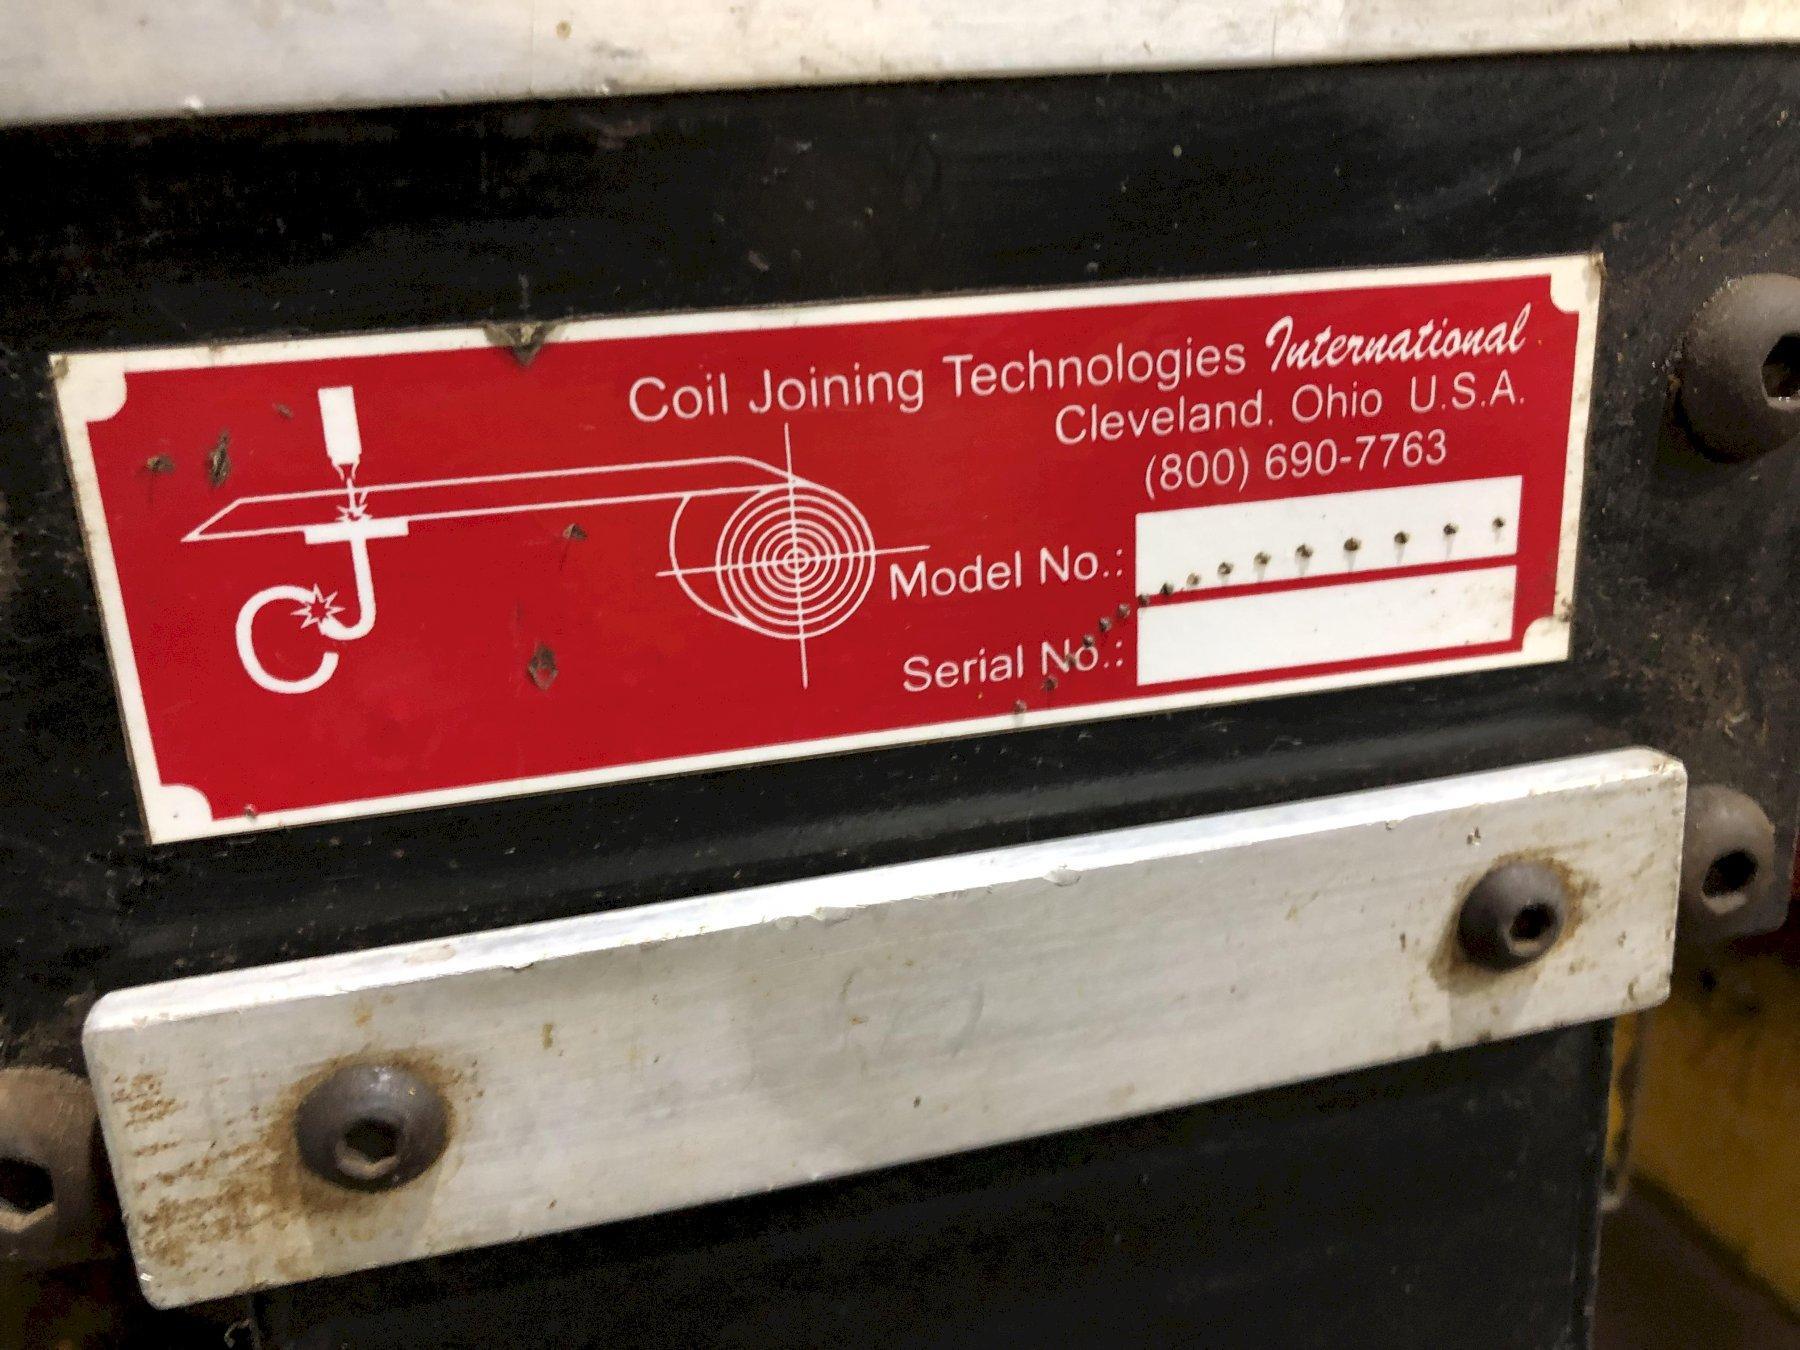 Coil Joining Technologies International
Cleveland, Ohio U.S.A.
(800) 690-7763
Model No.:
Serial No.: